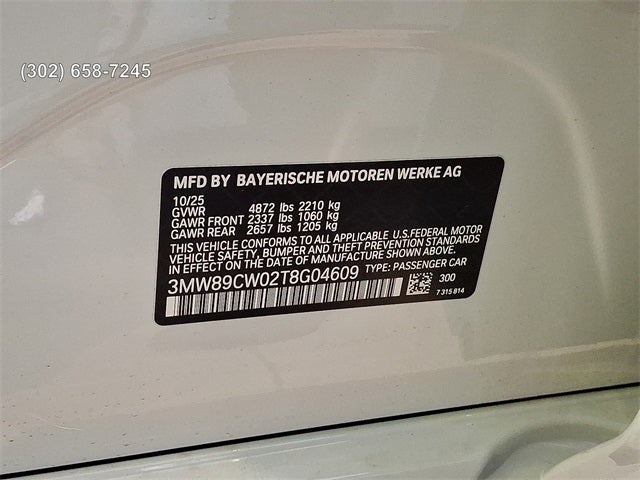 (302) 658-7245
MFD BY BAYERISCHE MOTOREN WERKE AG
10/25
GVWR 4872 lbs 2210 kg
GAWR FRONT 2337 lbs 1060 kg
GAWR REAR 2657 lbs 1205 kg
THIS VEHICLE CONFORMS TO ALL APPLICABLE U.S.FEDERAL MOTOR
VEHICLE SAFETY, BUMPER AND THEFT PREVENTION STANDARDS
IN EFFECT ON THE DATE OF MANUFACTURE SHOWN ABOVE.
3MW89CW02T8G04609 TYPE: PASSENGER CAR
300
7 315 814